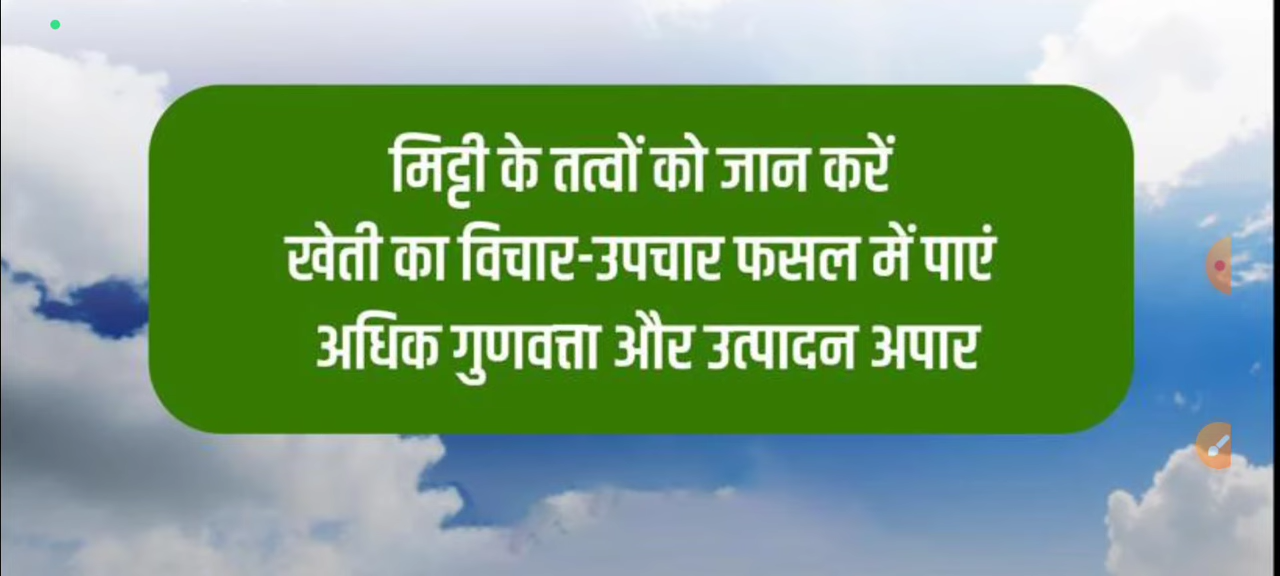 मिट्टी के तत्वों को जान करें
खेती का विचार-उपचार फसल में पाएं
अधिक गुणवत्ता और उत्पादन अपार